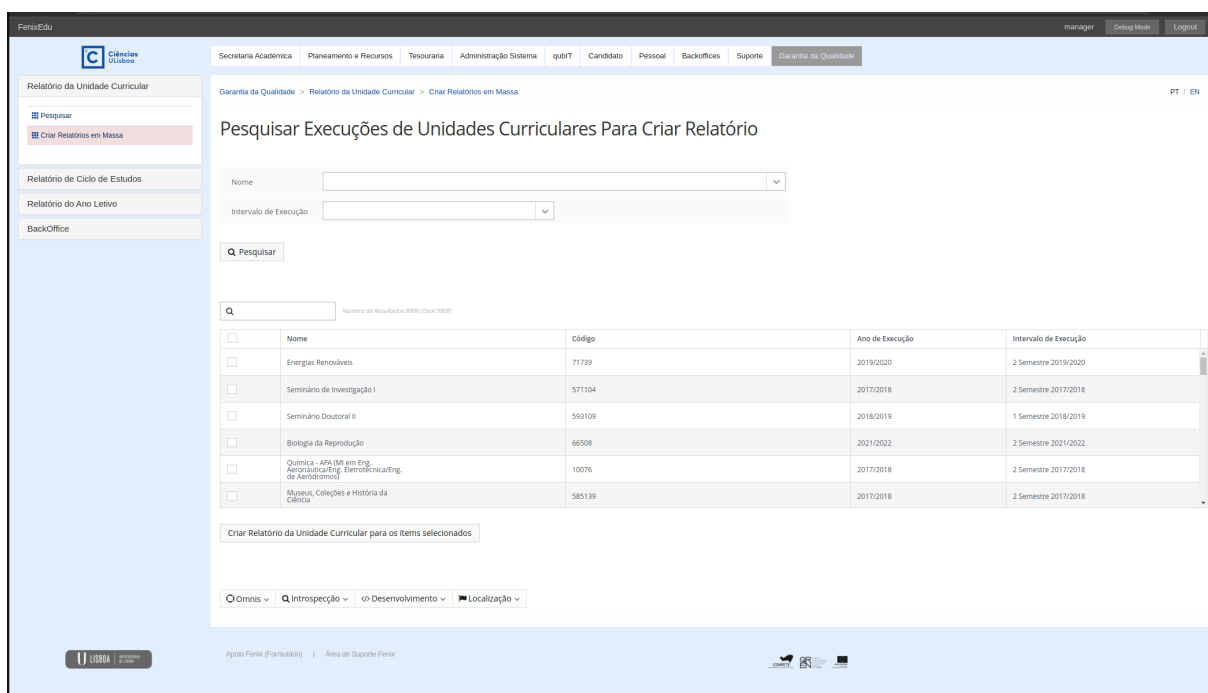 FenixEdu
manager
Debug Mode
Logout
Ciências
ULisboa
Secretaria Académica
Planeamento e Recursos
Tesouraria
Administração Sistema
qubIT
Candidato
Pessoal
Backoffices
Suporte
Garantia da Qualidade
Relatório da Unidade Curricular
Pesquisar
Criar Relatórios em Massa
Relatório de Ciclo de Estudos
Relatório do Ano Letivo
BackOffice
Garantia da Qualidade > Relatório da Unidade Curricular > Criar Relatórios em Massa
PT / EN
Pesquisar Execuções de Unidades Curriculares Para Criar Relatório
Nome
Intervalo de Execução
Pesquisar
Número de Resultados 9908 (Total 9908)
Nome Código Ano de Execução Intervalo de Execução
Energias Renováveis 71739 2019/2020 2 Semestre 2019/2020
Seminário de Investigação I 571104 2017/2018 2 Semestre 2017/2018
Seminário Doutoral II 593109 2018/2019 1 Semestre 2018/2019
Biologia da Reprodução 66508 2021/2022 2 Semestre 2021/2022
Química - AFA (MI em Eng.
Aeronáutica/Eng. Eletrotécnica/Eng.
de Aeródromos) 10076 2017/2018 2 Semestre 2017/2018
Museus, Coleções e História da
Ciência 585139 2017/2018 2 Semestre 2017/2018
Criar Relatório da Unidade Curricular para os items selecionados
Omnis
Introspecção
Desenvolvimento
Localização
LISBOA
Apoio Fenix (Formulário) | Área de Suporte Fenix
COMPETE